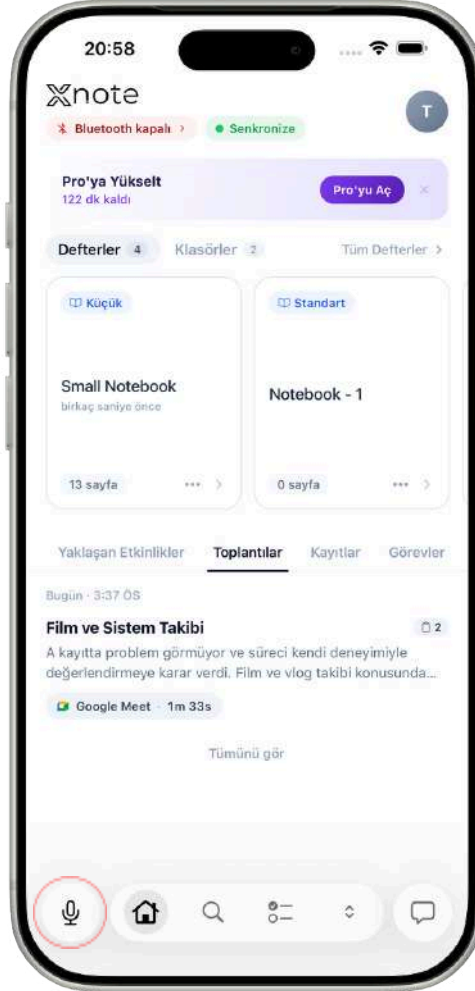 20:58
Xnote
Bluetooth kapalı >
Senkronize
T
Pro'ya Yükselt
122 dk kaldı
Pro'yu Aç
Defterler 4
Klasörler 2
Tüm Defterler >
Küçük
Small Notebook
birkaç saniye önce
13 sayfa
Standart
Notebook - 1
0 sayfa
Yaklaşan Etkinlikler
Toplantılar
Kayıtlar
Görevler
Bugün · 3:37 ÖS
Film ve Sistem Takibi
2
A kayıtta problem görmüyor ve süreci kendi deneyimiyle
değerlendirmeye karar verdi. Film ve vlog takibi konusunda...
Google Meet · 1m 33s
Tümünü gör